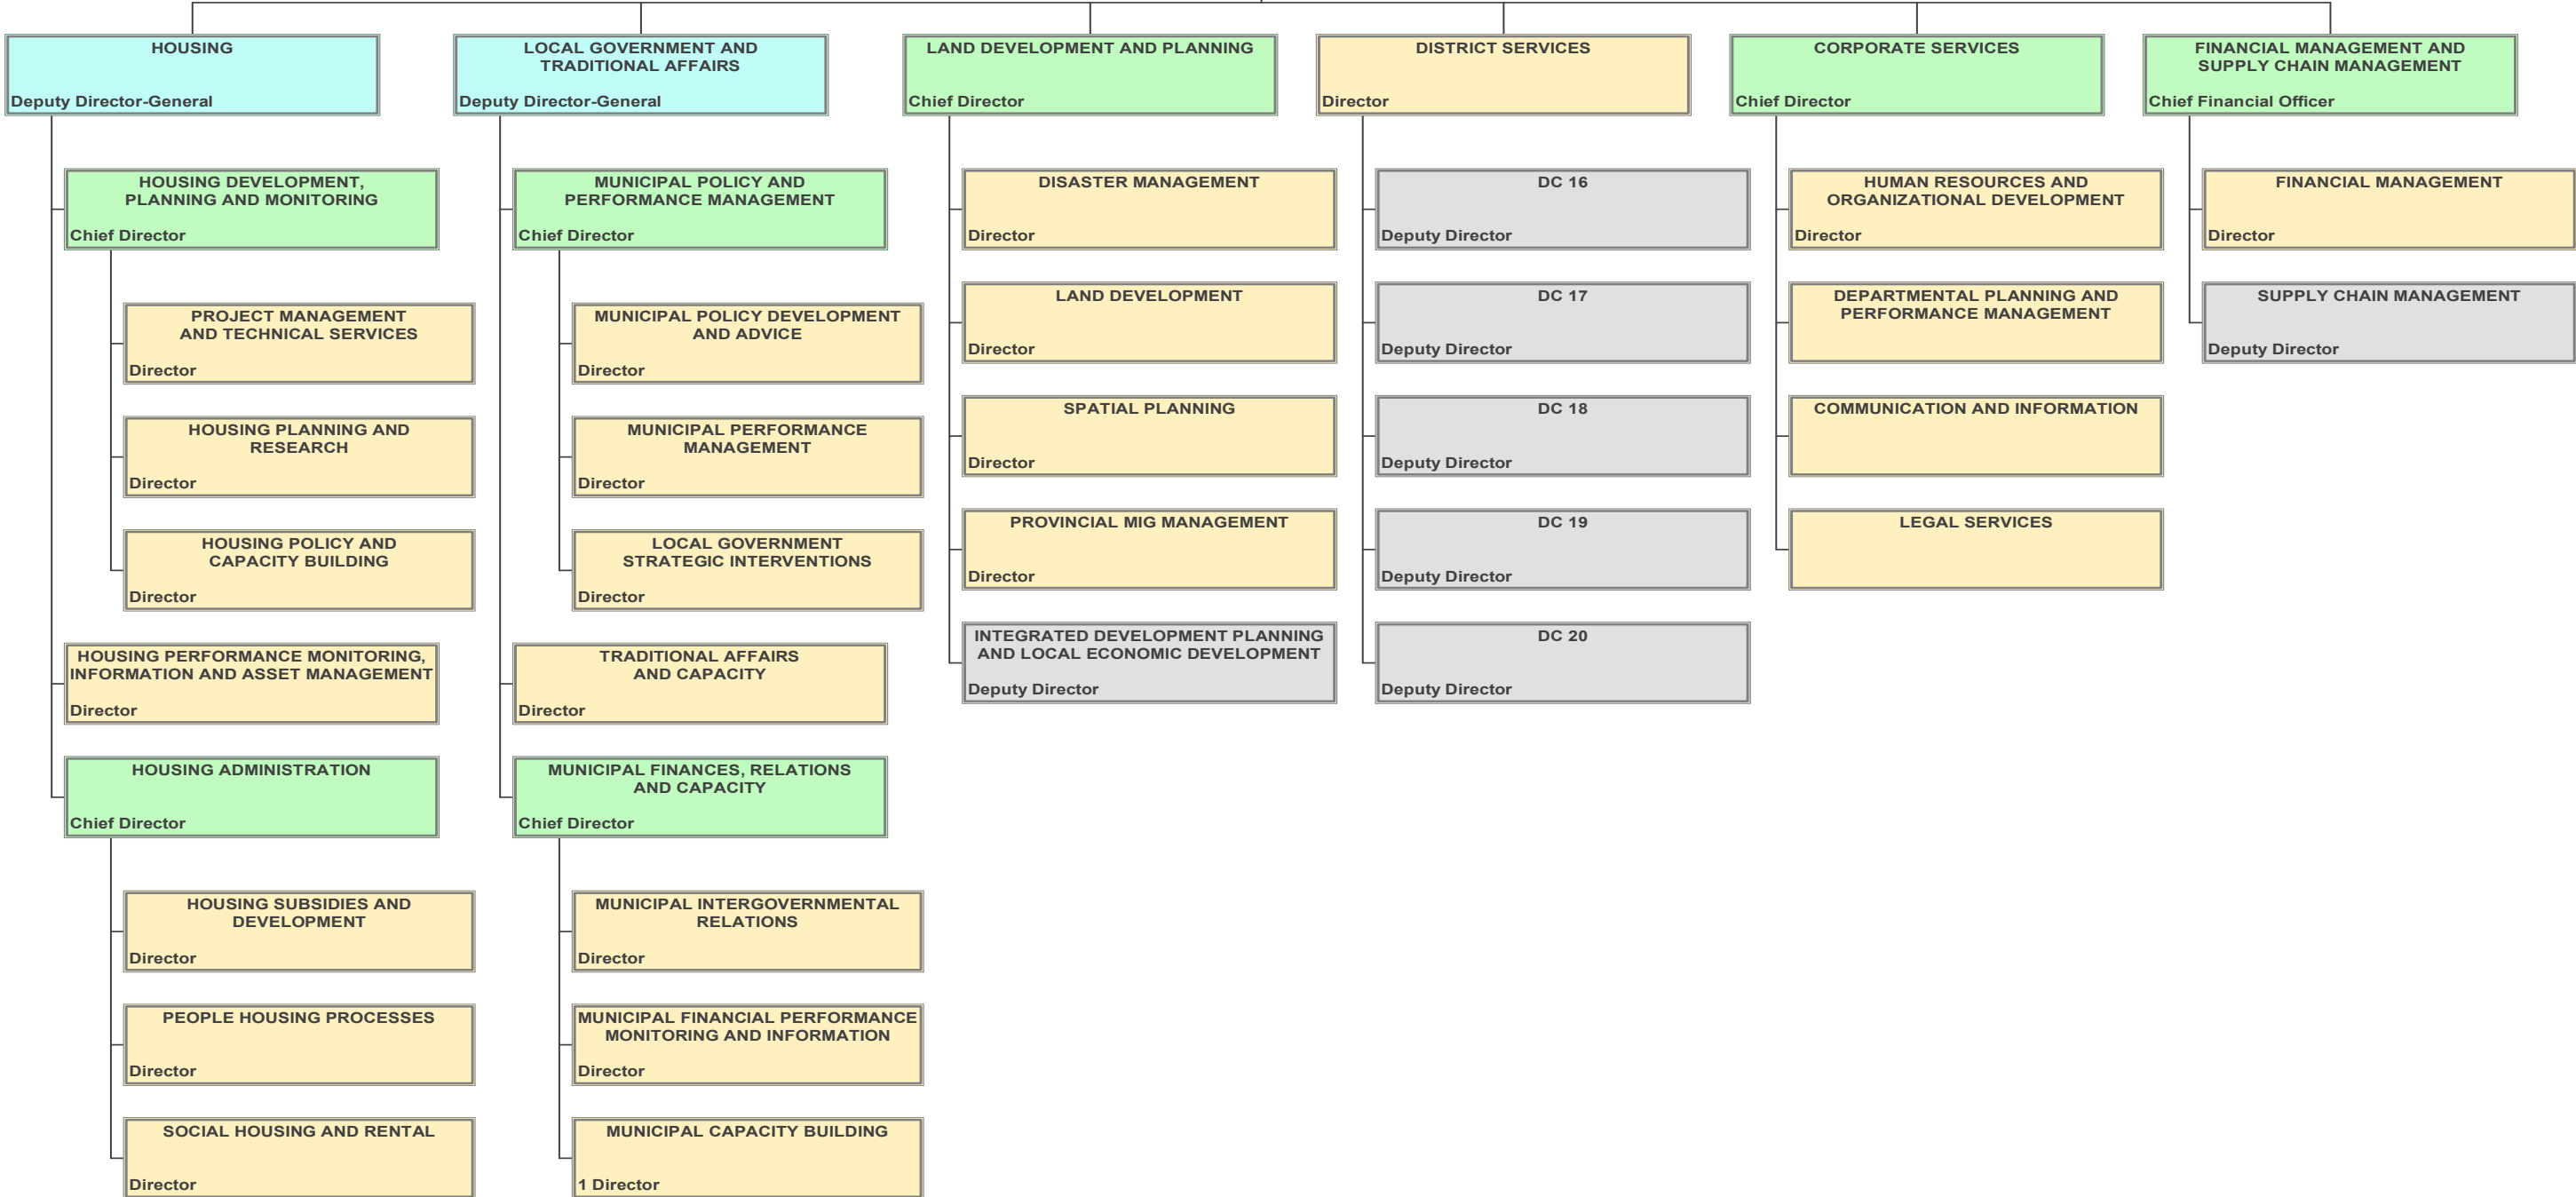 HOUSING
Deputy Director-General
HOUSING DEVELOPMENT,
PLANNING AND MONITORING
Chief Director
PROJECT MANAGEMENT
AND TECHNICAL SERVICES
Director
HOUSING PLANNING AND
RESEARCH
Director
HOUSING POLICY AND
CAPACITY BUILDING
Director
HOUSING PERFORMANCE MONITORING,
INFORMATION AND ASSET MANAGEMENT
Director
HOUSING ADMINISTRATION
Chief Director
HOUSING SUBSIDIES AND
DEVELOPMENT
Director
PEOPLE HOUSING PROCESSES
Director
SOCIAL HOUSING AND RENTAL
Director
LOCAL GOVERNMENT AND
TRADITIONAL AFFAIRS
Deputy Director-General
MUNICIPAL POLICY AND
PERFORMANCE MANAGEMENT
Chief Director
MUNICIPAL POLICY DEVELOPMENT
AND ADVICE
Director
MUNICIPAL PERFORMANCE
MANAGEMENT
Director
LOCAL GOVERNMENT
STRATEGIC INTERVENTIONS
Director
TRADITIONAL AFFAIRS
AND CAPACITY
Director
MUNICIPAL FINANCES, RELATIONS
AND CAPACITY
Chief Director
MUNICIPAL INTERGOVERNMENTAL
RELATIONS
Director
MUNICIPAL FINANCIAL PERFORMANCE
MONITORING AND INFORMATION
Director
MUNICIPAL CAPACITY BUILDING
1 Director
LAND DEVELOPMENT AND PLANNING
Chief Director
DISASTER MANAGEMENT
Director
LAND DEVELOPMENT
Director
SPATIAL PLANNING
Director
PROVINCIAL MIG MANAGEMENT
Director
INTEGRATED DEVELOPMENT PLANNING
AND LOCAL ECONOMIC DEVELOPMENT
Deputy Director
DISTRICT SERVICES
Director
DC 16
Deputy Director
DC 17
Deputy Director
DC 18
Deputy Director
DC 19
Deputy Director
DC 20
Deputy Director
CORPORATE SERVICES
Chief Director
HUMAN RESOURCES AND
ORGANIZATIONAL DEVELOPMENT
Director
DEPARTMENTAL PLANNING AND
PERFORMANCE MANAGEMENT
COMMUNICATION AND INFORMATION
LEGAL SERVICES
FINANCIAL MANAGEMENT AND
SUPPLY CHAIN MANAGEMENT
Chief Financial Officer
FINANCIAL MANAGEMENT
Director
SUPPLY CHAIN MANAGEMENT
Deputy Director